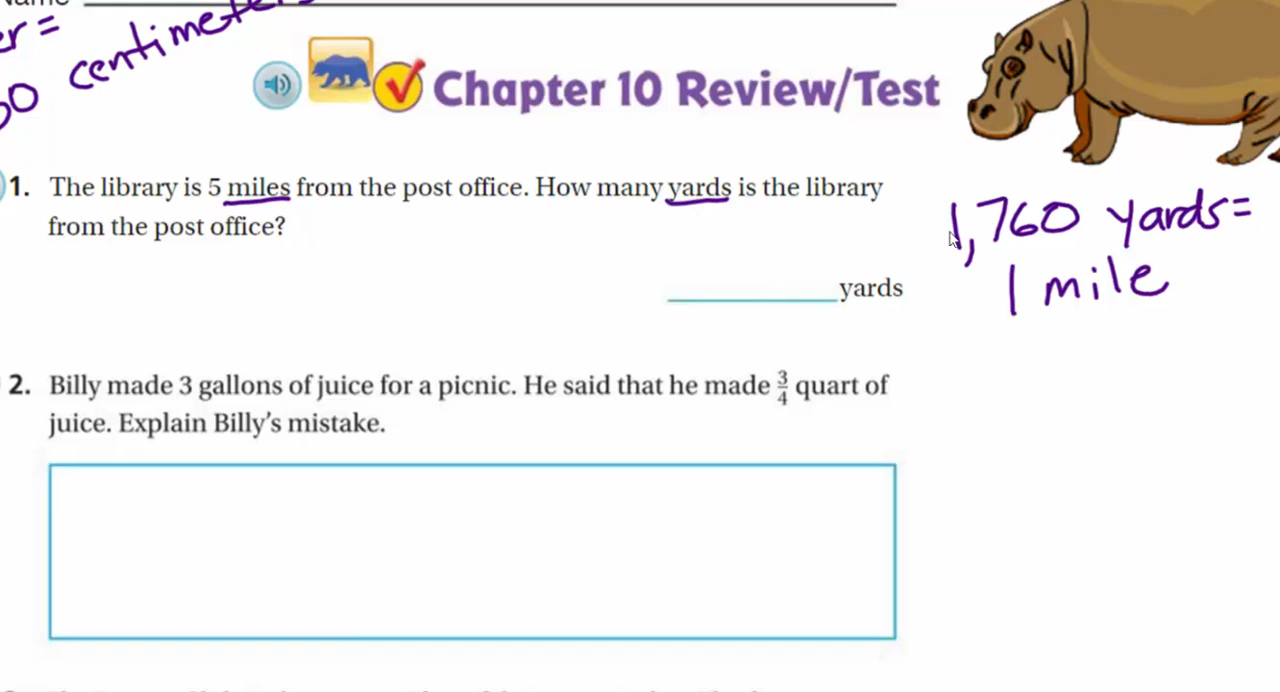 er =
centimeters
Chapter 10 Review/Test
1. The library is 5 miles from the post office. How many yards is the library
from the post office?
yards
1,760 yards=
1 mile
2. Billy made 3 gallons of juice for a picnic. He said that he made 3/4 quart of
juice. Explain Billy's mistake.